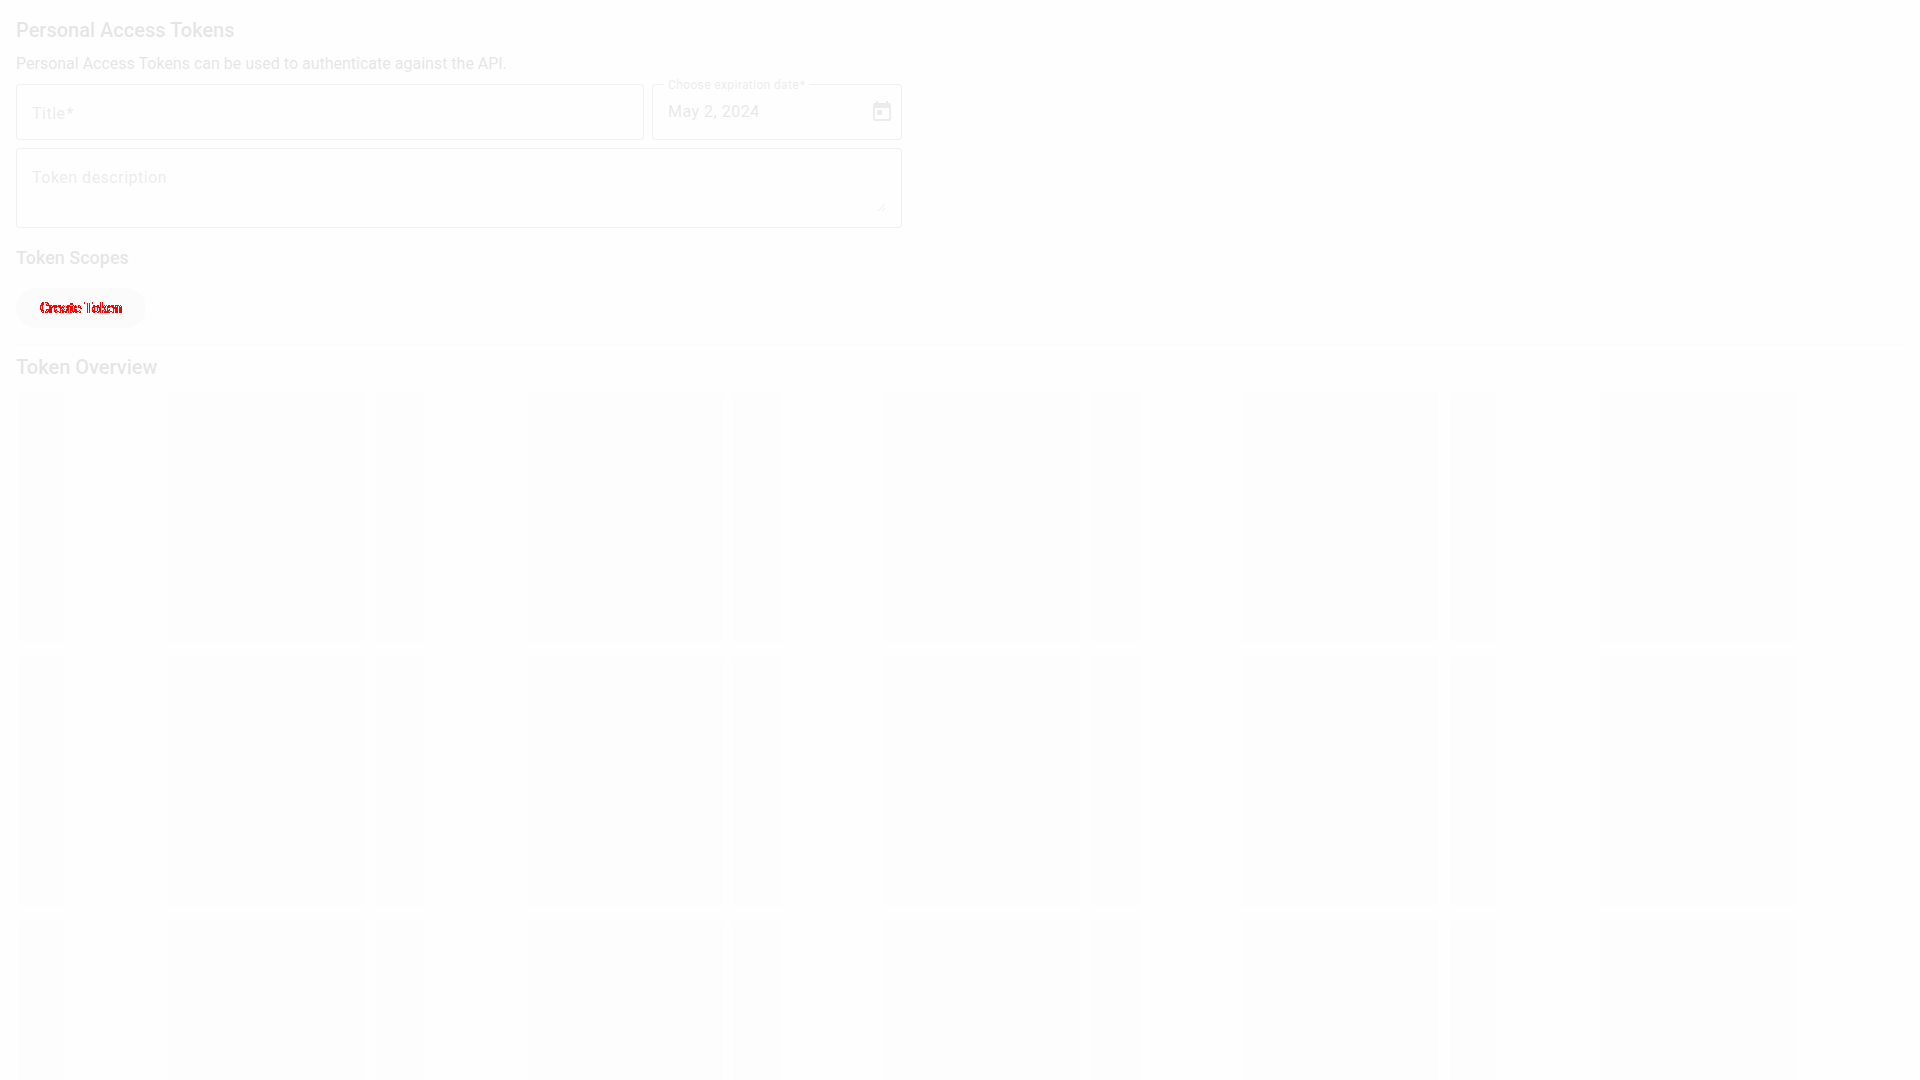 Personal Access Tokens
Personal Access Tokens can be used to authenticate against the API.
Choose expiration date*
Title*
May 2, 2024
Token description
Token Scopes
Create Token
Token Overview